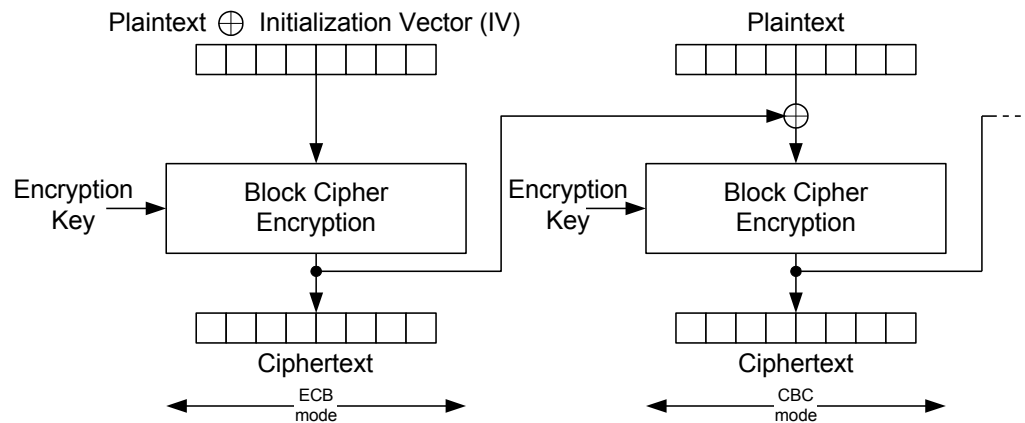 Plaintext ⊕ Initialization Vector (IV)
Plaintext
Encryption
Key
Block Cipher
Encryption
Encryption
Key
Block Cipher
Encryption
Ciphertext
Ciphertext
ECB
mode
CBC
mode